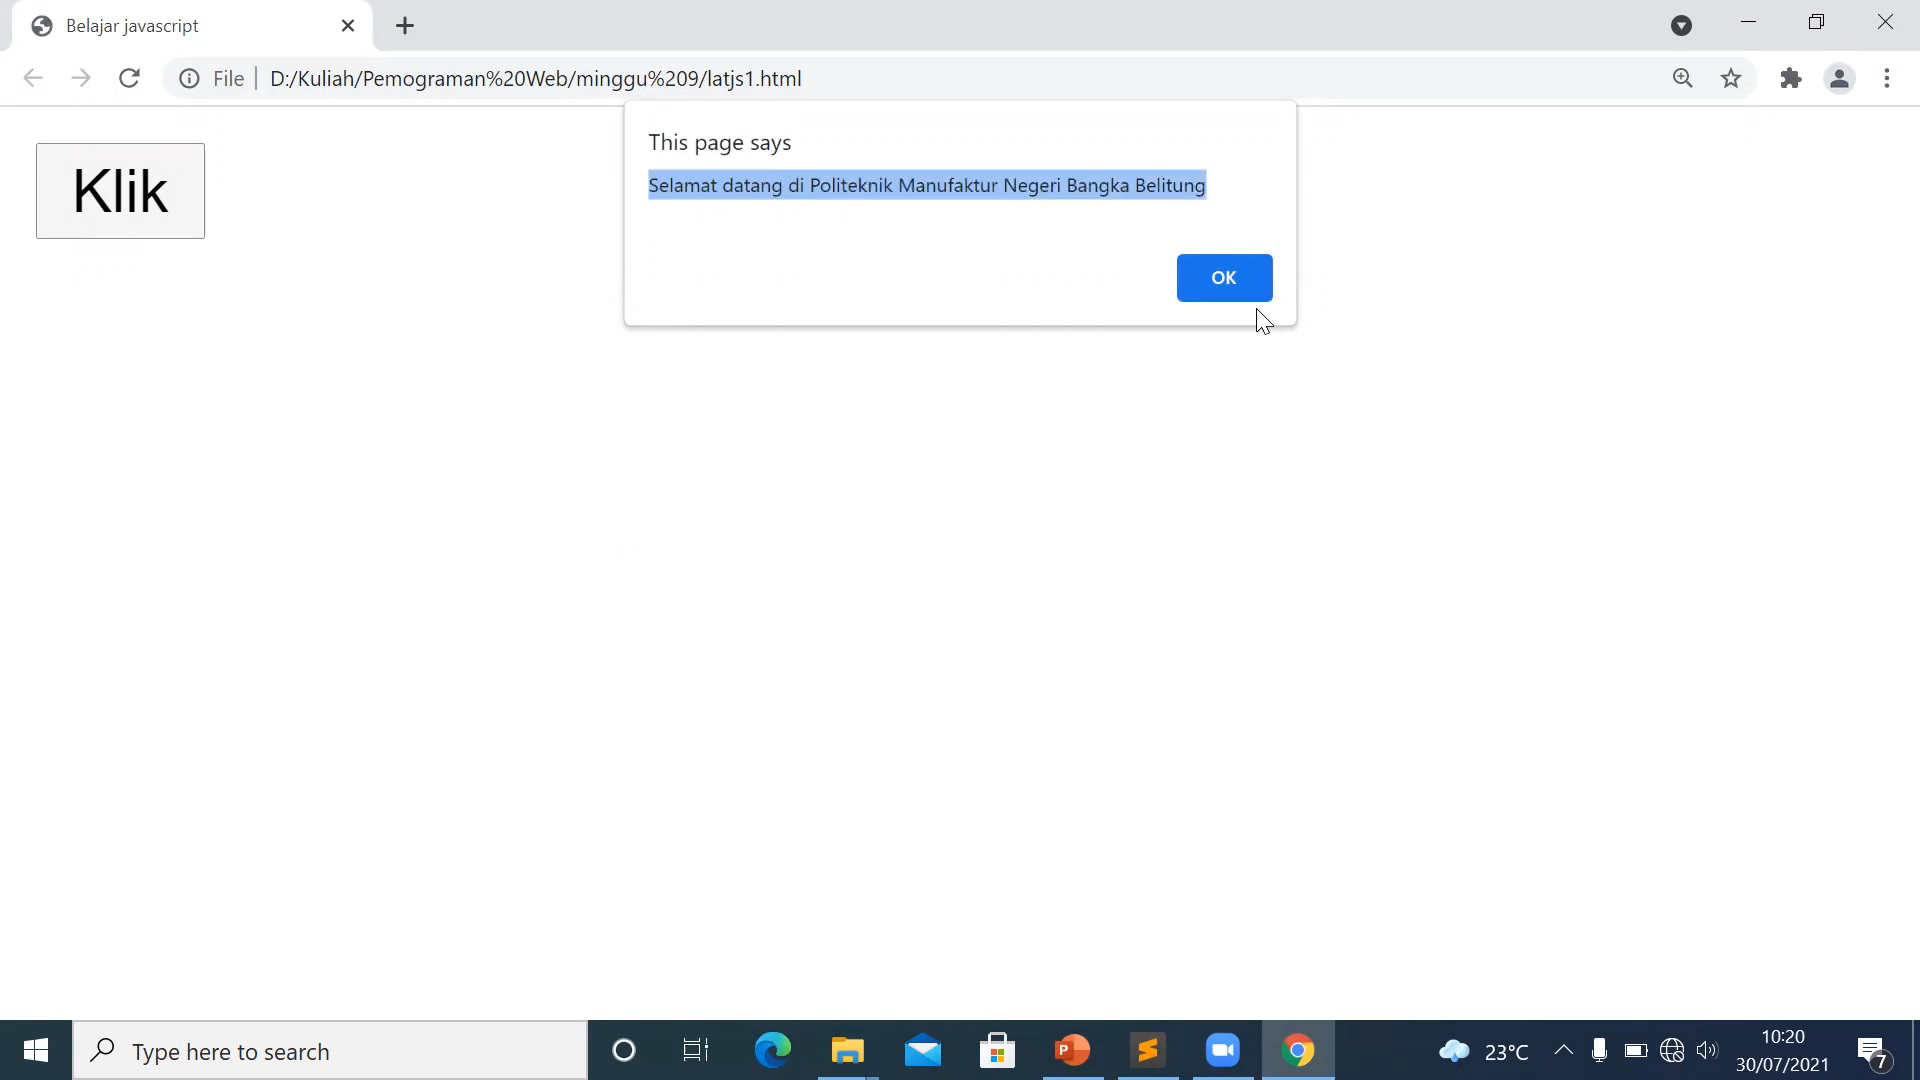 Belajar javascript
File D:/Kuliah/Pemograman%20Web/minggu%209/latjs1.html
Klik
This page says
Selamat datang di Politeknik Manufaktur Negeri Bangka Belitung
OK
Type here to search
P
23°C
10:20
30/07/2021
7